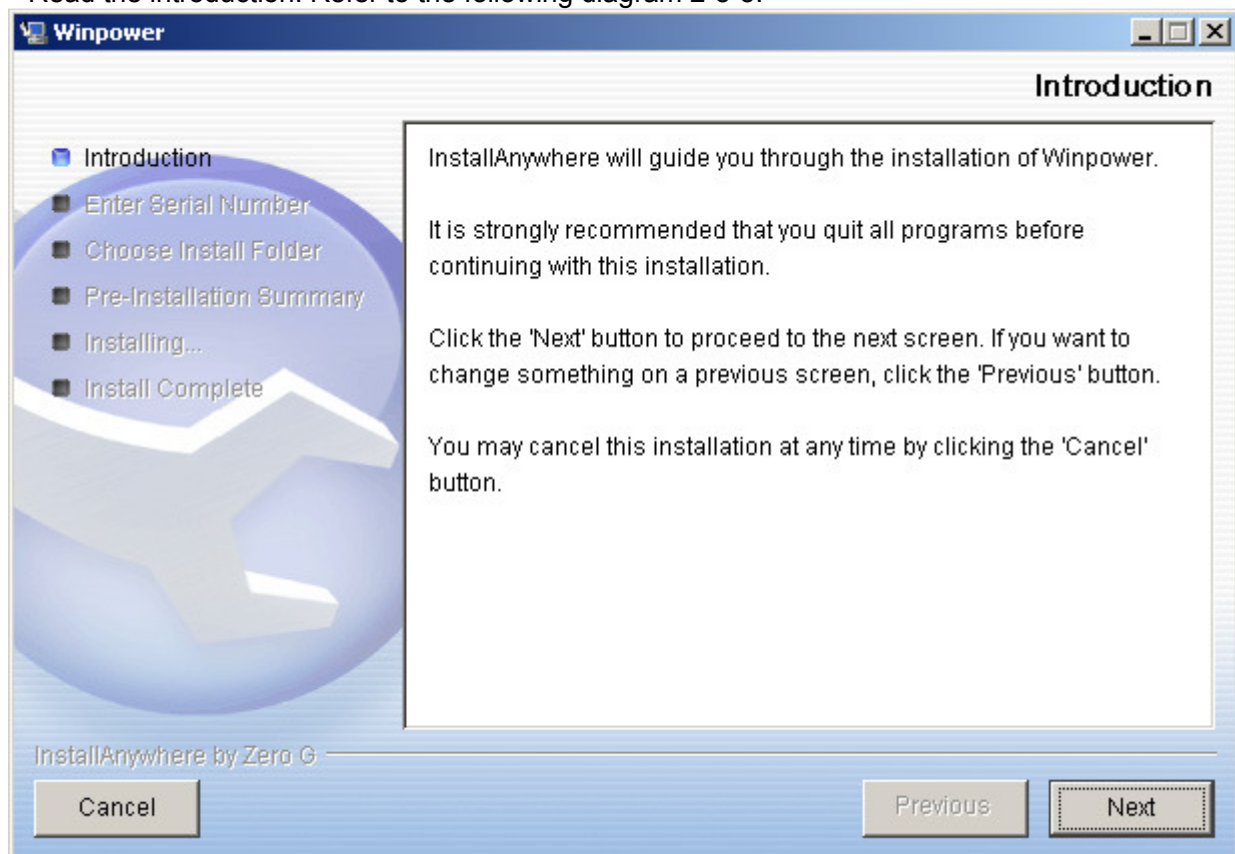 Read the introduction. Refer to the following diagram 2-3-3.
Winpower
Introduction
Introduction
Enter Serial Number
Choose Install Folder
Pre-Installation Summary
Installing...
Install Complete
InstallAnywhere will guide you through the installation of Winpower.
It is strongly recommended that you quit all programs before
continuing with this installation.
Click the 'Next' button to proceed to the next screen. If you want to
change something on a previous screen, click the 'Previous' button.
You may cancel this installation at any time by clicking the 'Cancel'
button.
InstallAnywhere by Zero G
Cancel
Previous
Next